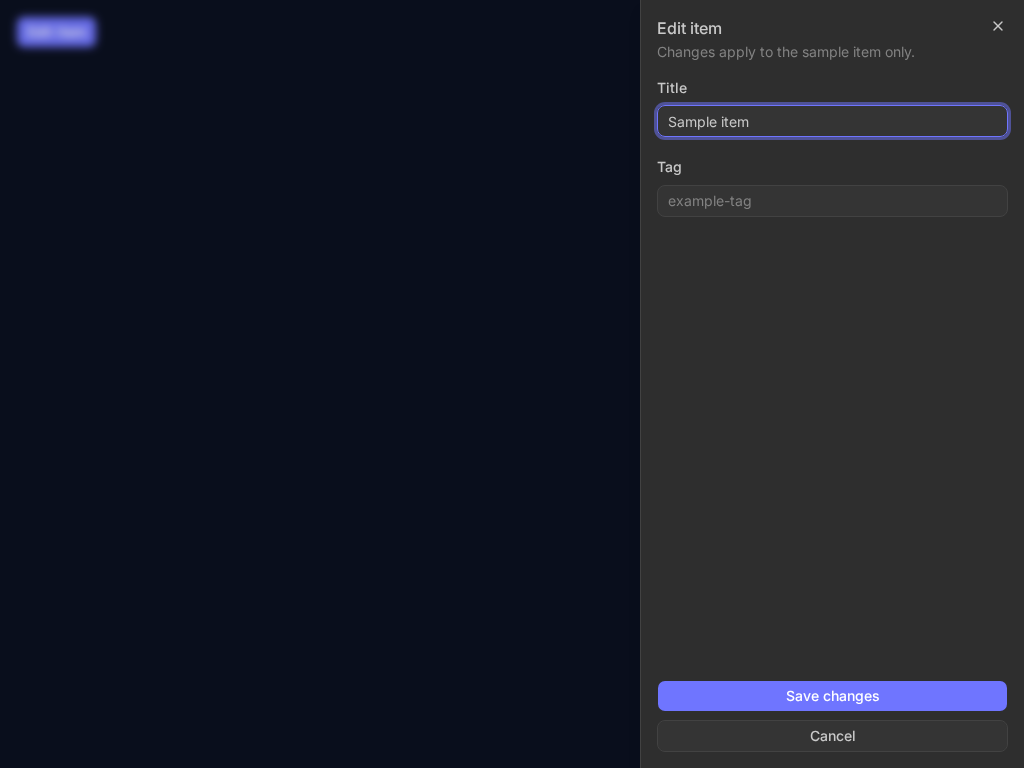 Edit item
Changes apply to the sample item only.
Title
Sample item
Tag
example-tag
Save changes
Cancel